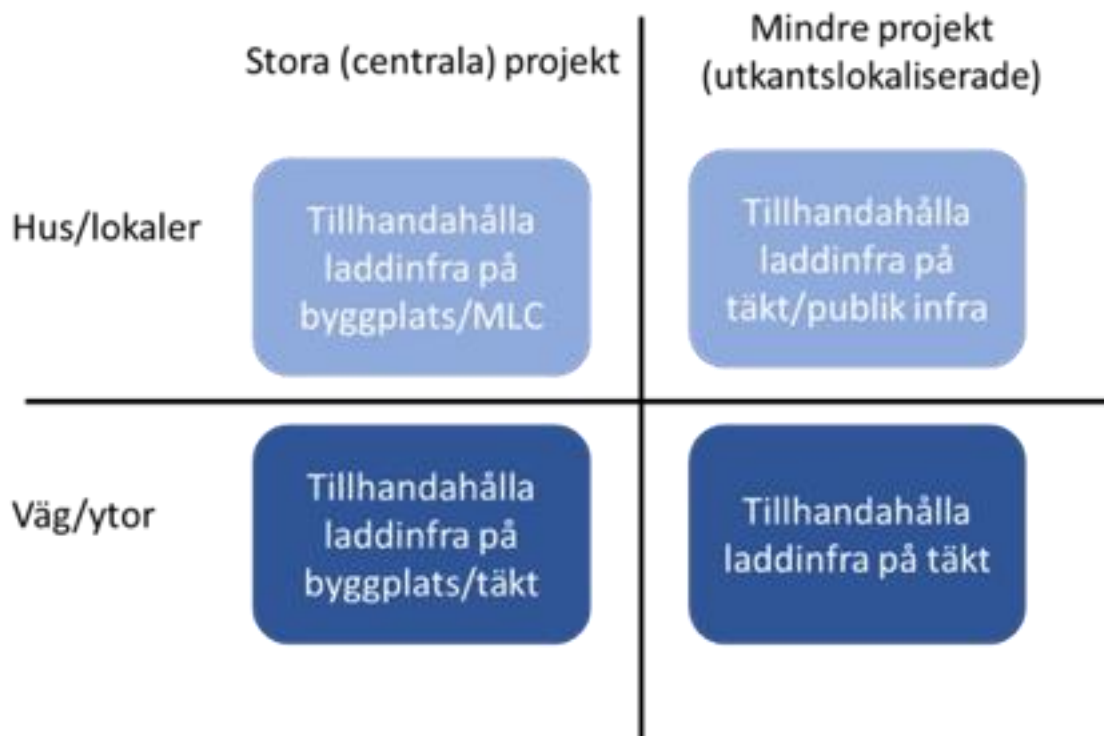 Stora (centrala) projekt
Mindre projekt
(utkantslokaliserade)
Hus/lokaler
Tillhandahålla
laddinfra på
byggplats/MLC
Tillhandahålla
laddinfra på
täkt/publik infra
Väg/ytor
Tillhandahålla
laddinfra på
byggplats/täkt
Tillhandahålla
laddinfra på täkt